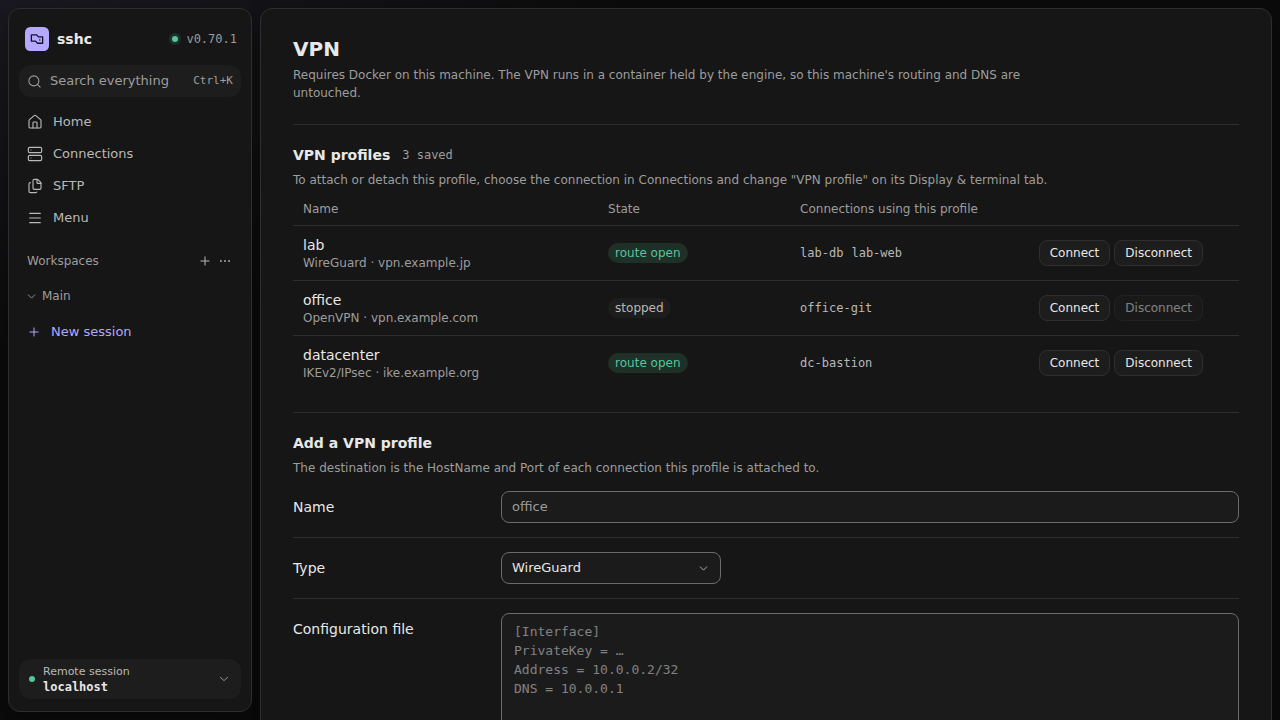 sshc
v0.70.1
Search everything
Ctrl+K
Home
Connections
SFTP
Menu
Workspaces
Main
New session
Remote session
localhost
VPN
Requires Docker on this machine. The VPN runs in a container held by the engine, so this machine's routing and DNS are
untouched.
VPN profiles 3 saved
To attach or detach this profile, choose the connection in Connections and change "VPN profile" on its Display & terminal tab.
Name State Connections using this profile
lab
WireGuard · vpn.example.jp
route open
lab-db lab-web
Connect Disconnect
office
OpenVPN · vpn.example.com
stopped
office-git
Connect Disconnect
datacenter
IKEv2/IPsec · ike.example.org
route open
dc-bastion
Connect Disconnect
Add a VPN profile
The destination is the HostName and Port of each connection this profile is attached to.
Name
office
Type
WireGuard
Configuration file
[Interface]
PrivateKey = …
Address = 10.0.0.2/32
DNS = 10.0.0.1